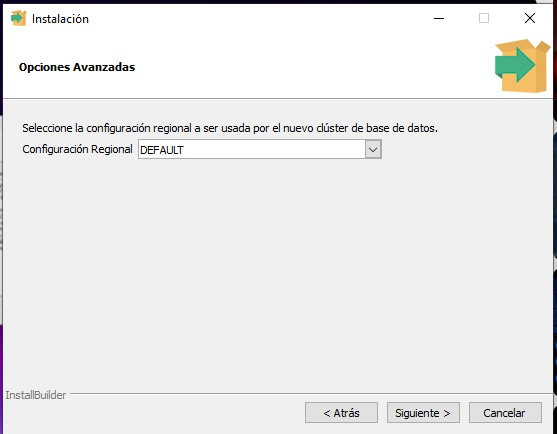 Instalación
Opciones Avanzadas
Seleccione la configuración regional a ser usada por el nuevo clúster de base de datos.
Configuración Regional DEFAULT
InstallBuilder
< Atrás Siguiente > Cancelar